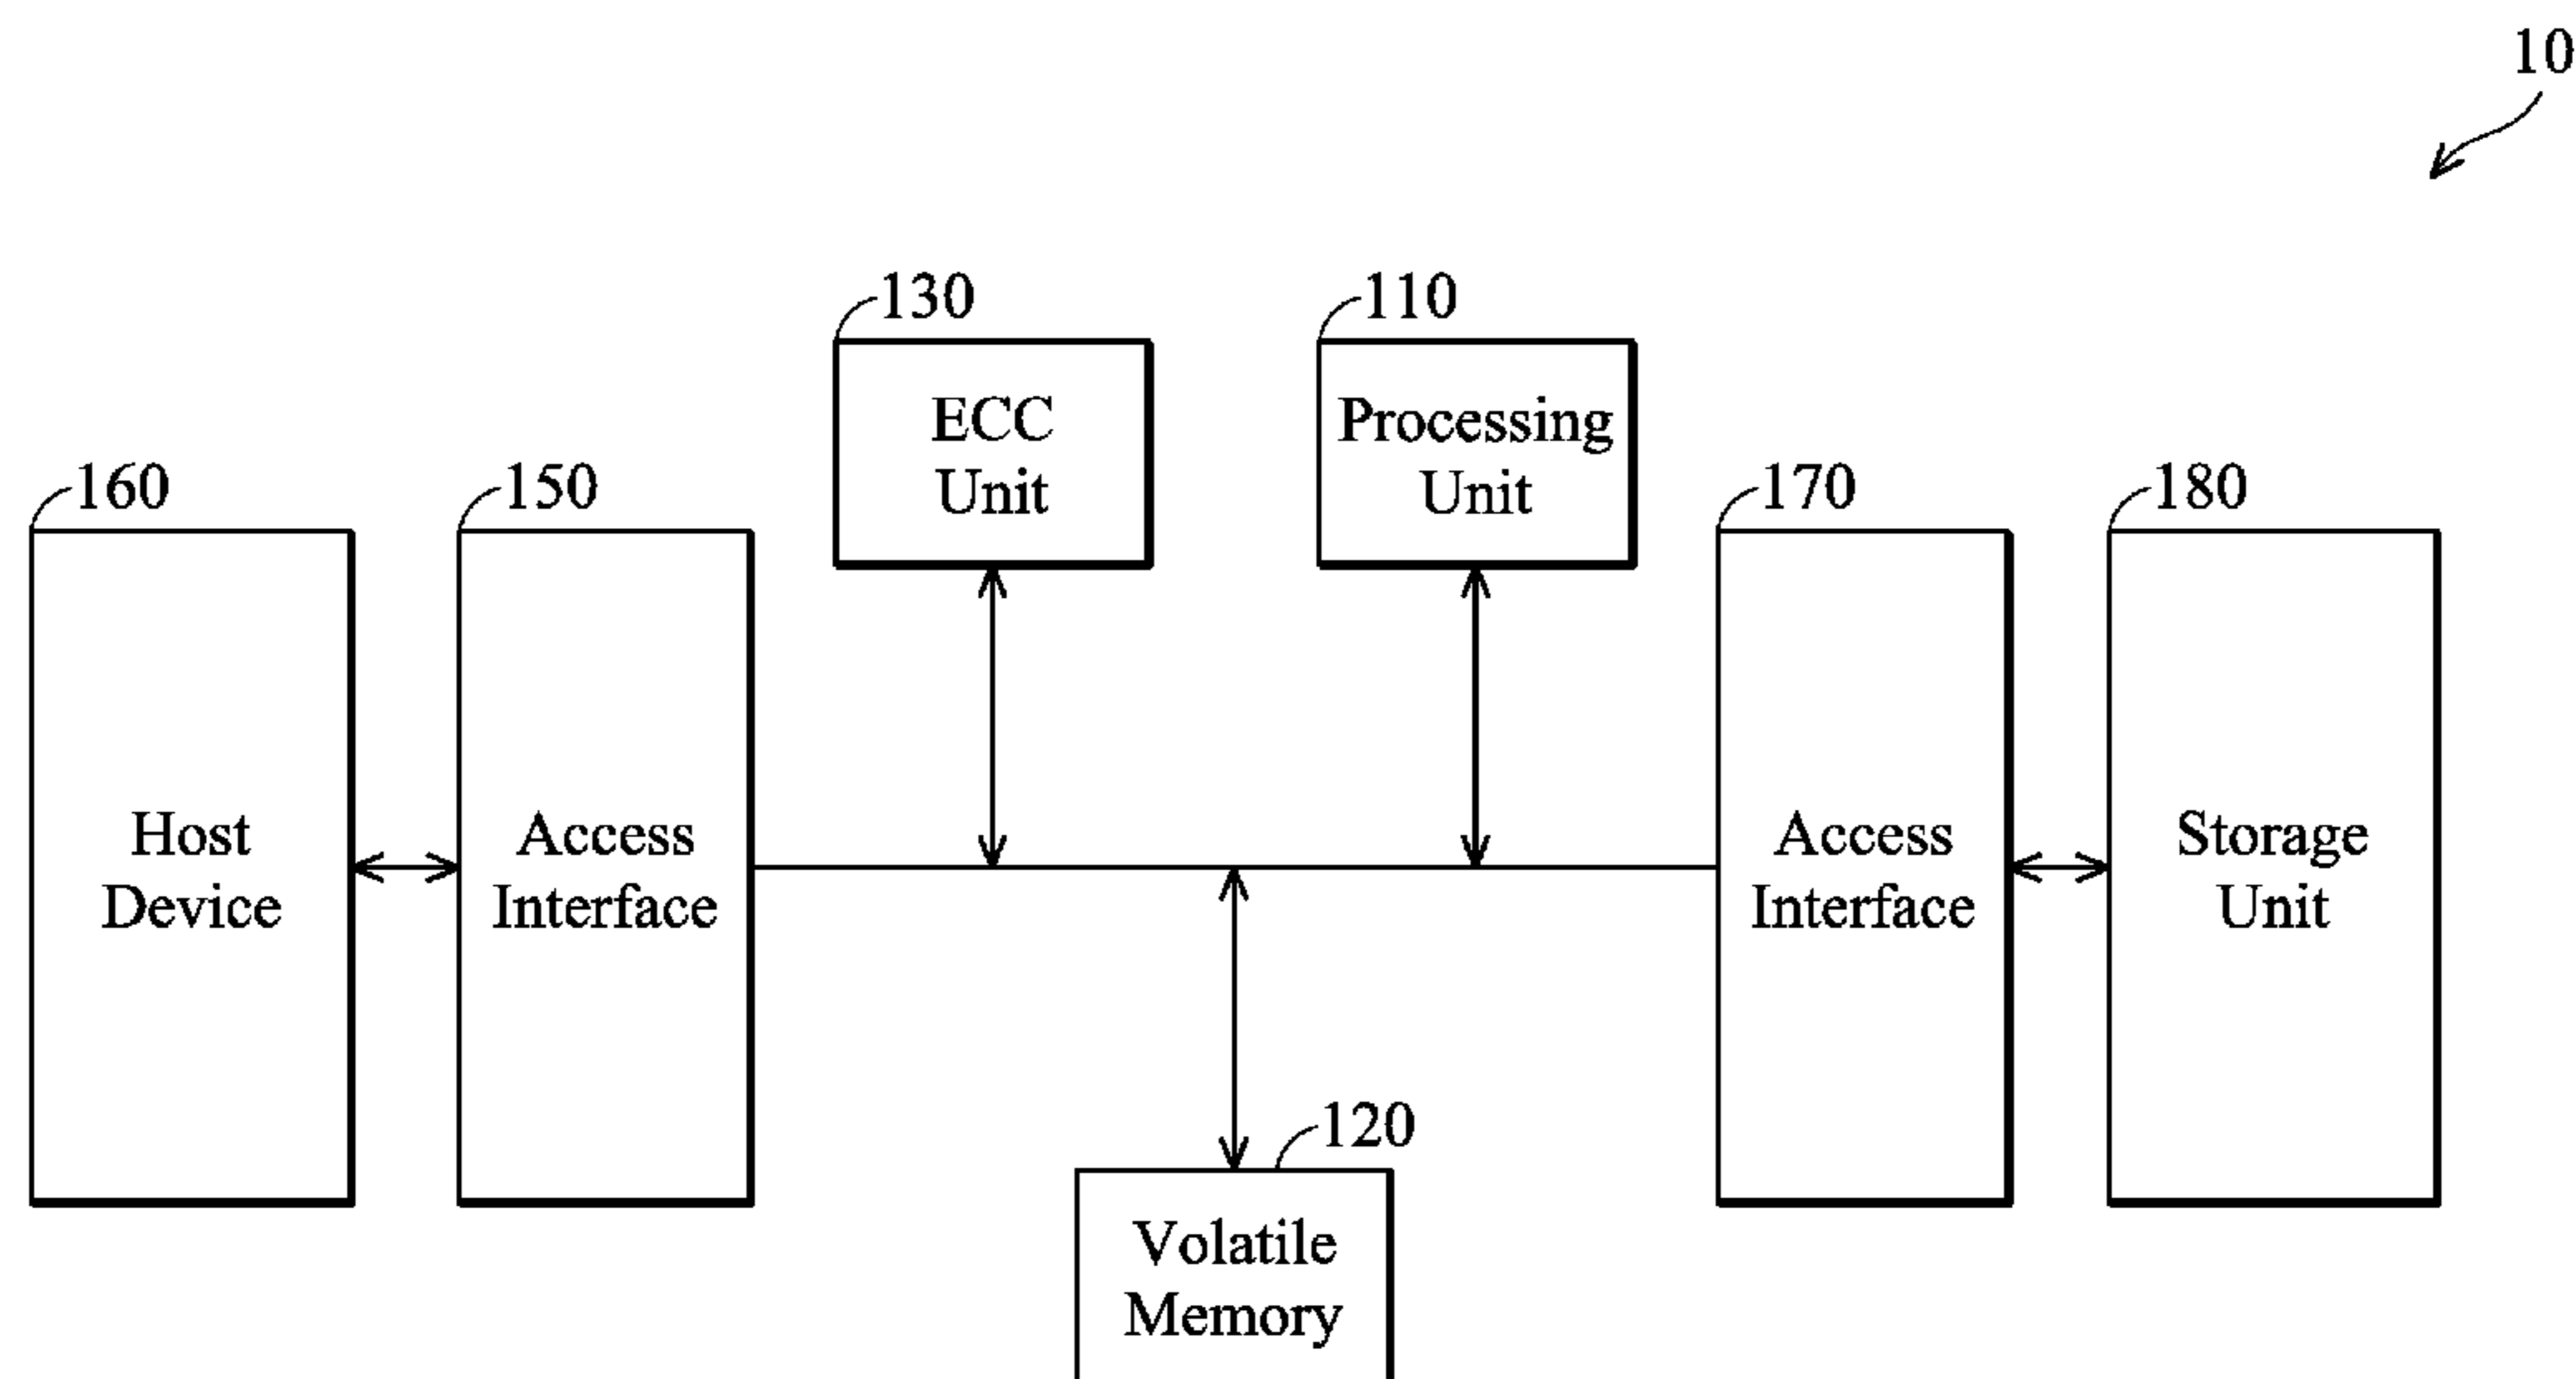 10
130
110
ECC
Unit
Processing
Unit
160
150
170
180
Host
Device
Access
Interface
Access
Interface
Storage
Unit
120
Volatile
Memory